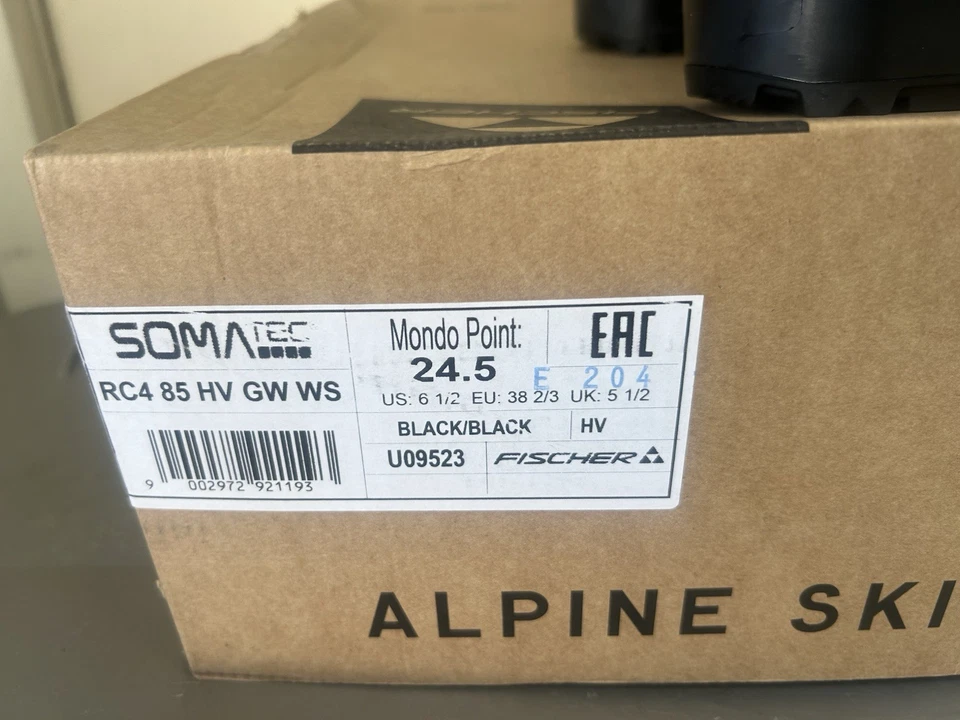 SOMATEC
RC4 85 HV GW WS
9 002972 921193
Mondo Point:
24.5
EAC
E 204
US: 6 1/2 EU: 38 2/3 UK: 5 1/2
BLACK/BLACK HV
U09523 FISCHER
ALPINE SKI